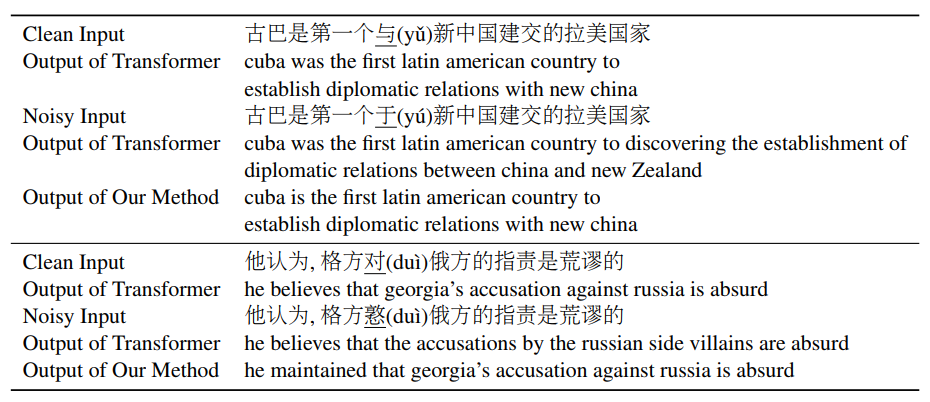 Clean Input 古巴是第一个与(yǔ)新中国建交的拉美国家
Output of Transformer cuba was the first latin american country to
establish diplomatic relations with new china
Noisy Input 古巴是第一个于(yú)新中国建交的拉美国家
Output of Transformer cuba was the first latin american country to discovering the establishment of
diplomatic relations between china and new Zealand
Output of Our Method cuba is the first latin american country to
establish diplomatic relations with new china
Clean Input 他认为, 格方对(duì)俄方的指责是荒谬的
Output of Transformer he believes that georgia's accusation against russia is absurd
Noisy Input 他认为, 格方憝(duì)俄方的指责是荒谬的
Output of Transformer he believes that the accusations by the russian side villains are absurd
Output of Our Method he maintained that georgia's accusation against russia is absurd